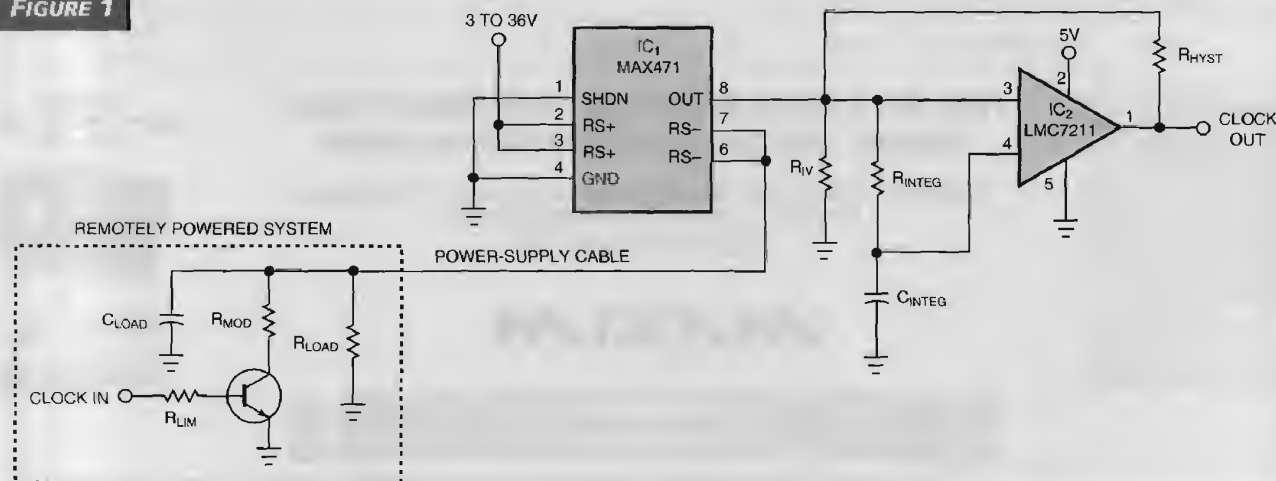 FIGURE 1
3 TO 36V
IC1
MAX471
1 SHDN
2 RS+
3 RS+
4 GND
OUT 8
RS– 7
RS– 6
5V
RHYST
2
3
IC2
LMC7211
1
CLOCK
OUT
4
5
RIV
RINTEG
CINTEG
REMOTELY POWERED SYSTEM
POWER-SUPPLY CABLE
CLOAD
RMOD
RLOAD
CLOCK IN
RLIM